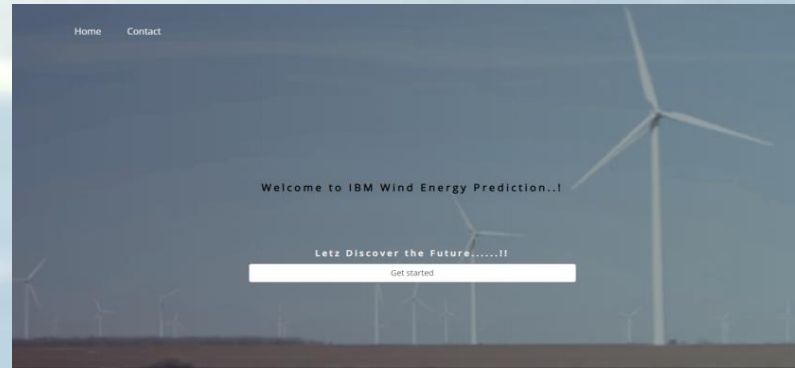 Home Contact
Welcome to IBM Wind Energy Prediction..!
Letz Discover the Future......!!
Get started